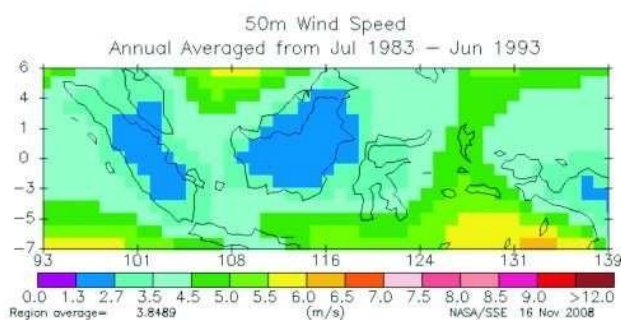 50m Wind Speed
Annual Averaged from Jul 1983 – Jun 1993
6
4
1
0
−3
−5
−7
93 101 108 116 124 131 139
0.0 1.3 2.7 3.5 4.5 5.0 5.5 6.0 6.5 7.0 7.5 8.0 8.5 9.0 >12.0
Region average= 3.8489 (m/s) NASA/SSE 16 Nov 2008